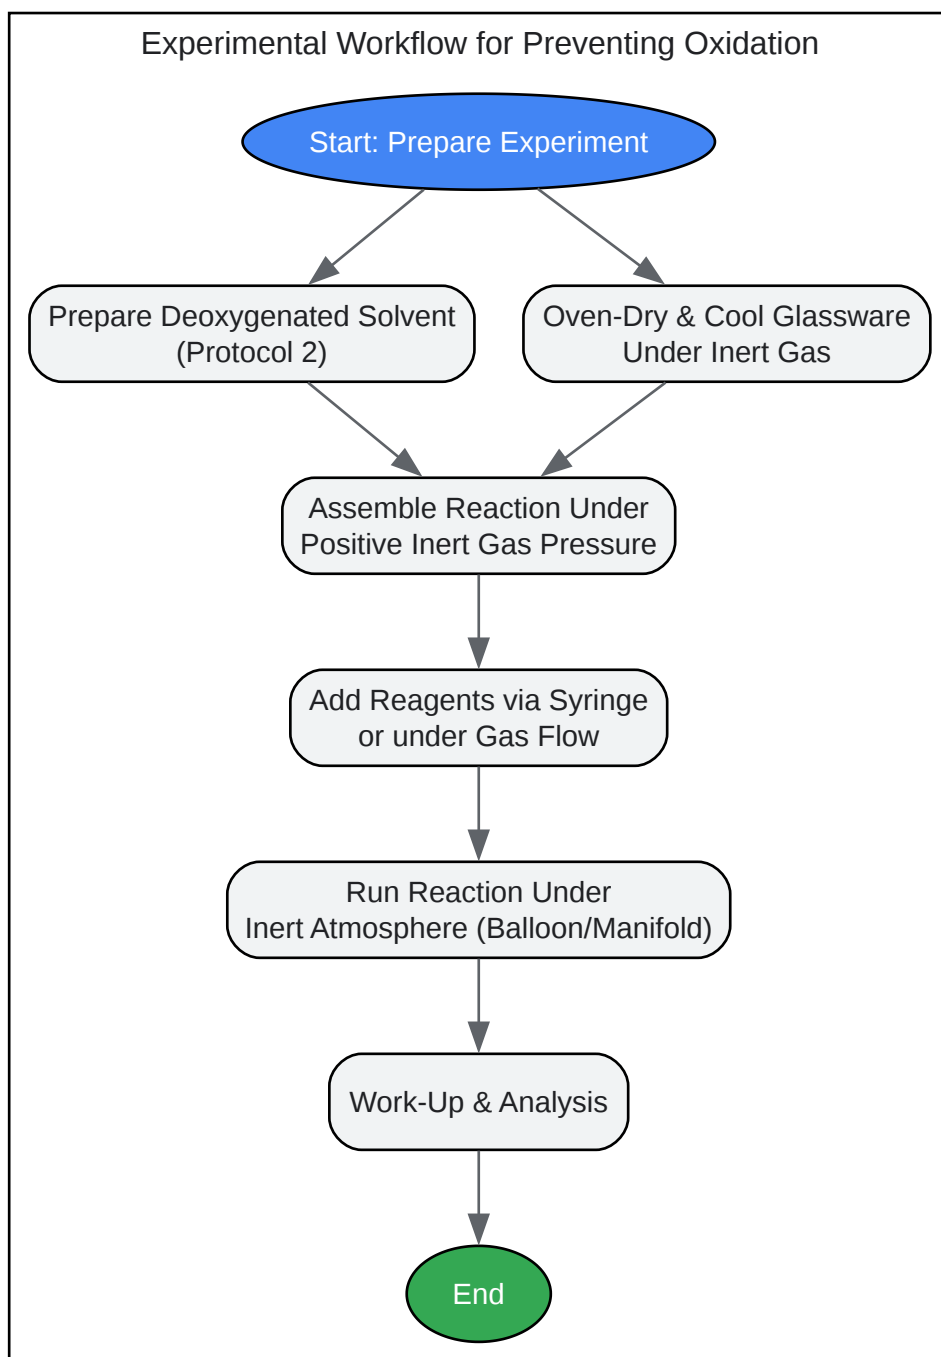 Experimental Workflow for Preventing Oxidation
Start: Prepare Experiment
Prepare Deoxygenated Solvent
(Protocol 2)
Oven-Dry & Cool Glassware
Under Inert Gas
Assemble Reaction Under
Positive Inert Gas Pressure
Add Reagents via Syringe
or under Gas Flow
Run Reaction Under
Inert Atmosphere (Balloon/Manifold)
Work-Up & Analysis
End